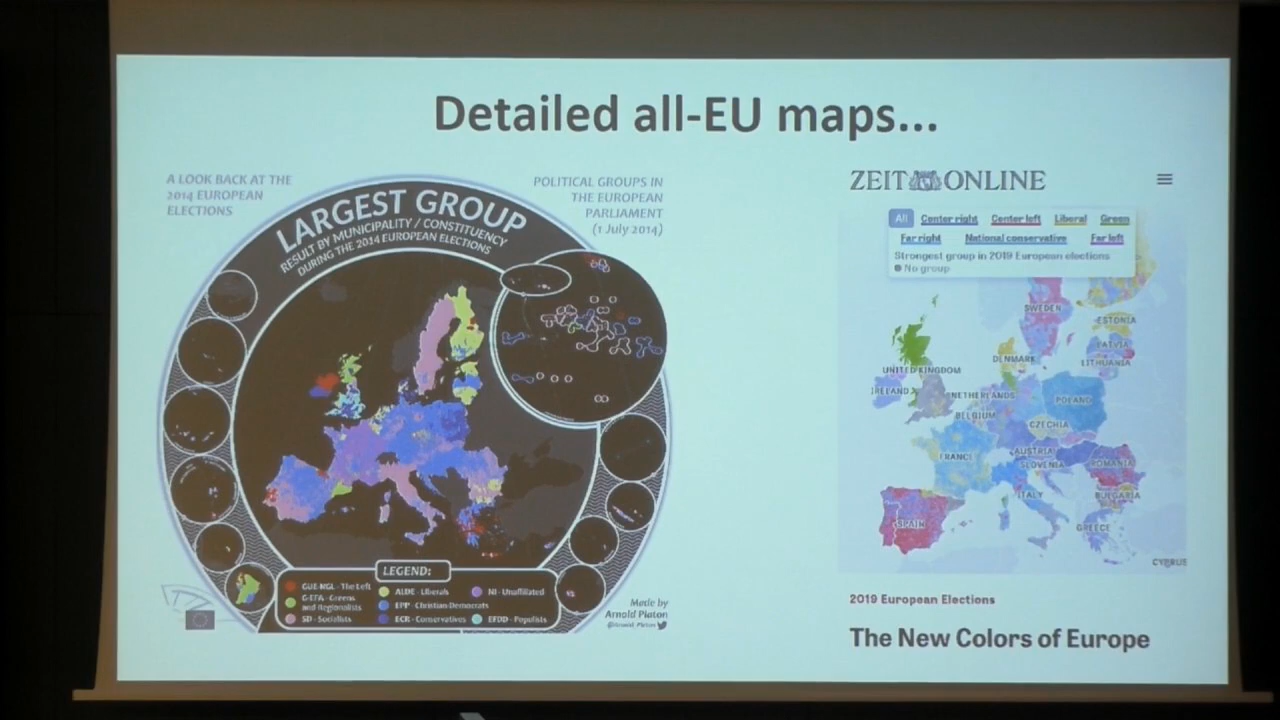 Detailed all-EU maps...
A LOOK BACK AT THE
2014 EUROPEAN
ELECTIONS
POLITICAL GROUPS IN
THE EUROPEAN
PARLIAMENT
(1 July 2014)
LARGEST GROUP
RESULT BY MUNICIPALITY / CONSTITUENCY
DURING THE 2014 EUROPEAN ELECTIONS
LEGEND:
GUE-NGL - The Left
G-EFA - Greens
and Regionalists
SD - Socialists
ALDE - Liberals
EPP - Christian Democrats
ECR - Conservatives
NI - Unaffiliated
EFDD - Populists
Made by
Arnold Platon
@Arnold_Platon
ZEIT ONLINE
All Center right Center left Liberal Green
Far right National conservative Far left
Strongest group in 2019 European elections
No group
SWEDEN
ESTONIA
LATVIA
LITHUANIA
DENMARK
UNITED KINGDOM
IRELAND
NETHERLANDS
BELGIUM
POLAND
CZECHIA
FRANCE
AUSTRIA
SLOVENIA
ROMANIA
ITALY
BULGARIA
SPAIN
GREECE
CYPRUS
2019 European Elections
The New Colors of Europe